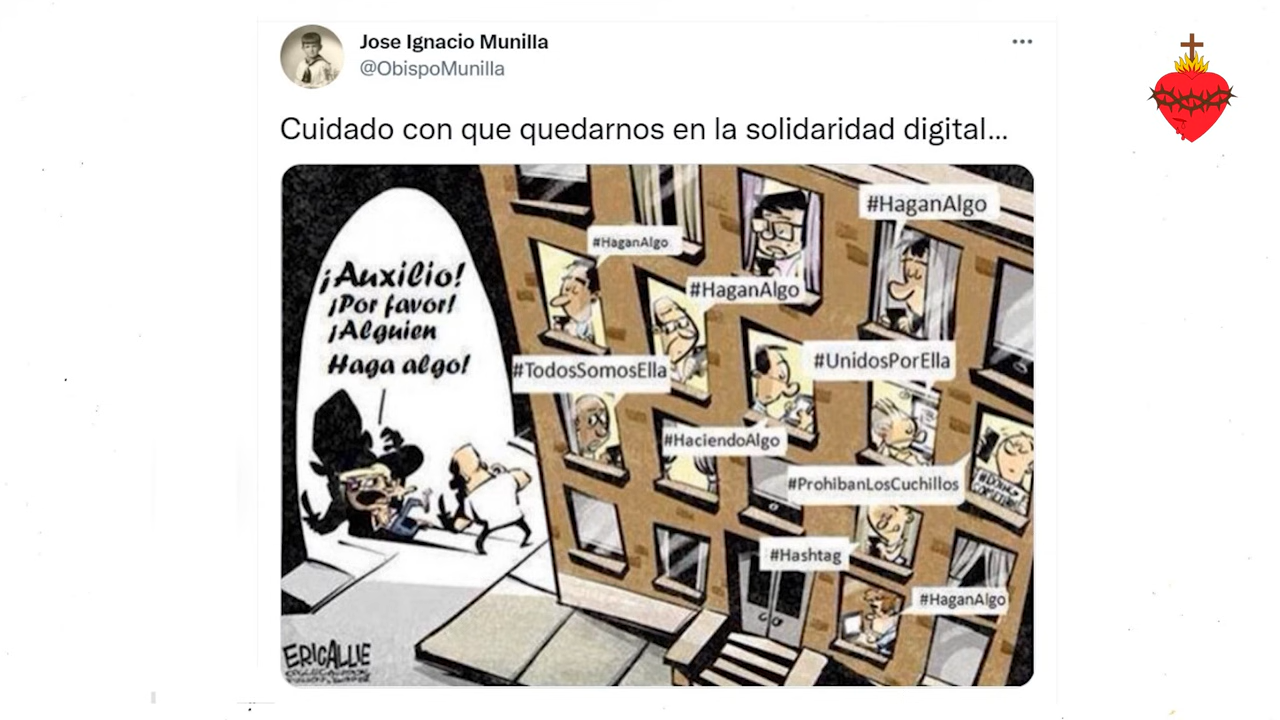 Jose Ignacio Munilla
@ObispoMunilla
Cuidado con que quedarnos en la solidaridad digital...
¡Auxilio!
¡Por favor!
¡Alguien
Haga algo!
#HaganAlgo
#HaganAlgo
#HaganAlgo
#TodosSomosElla
#UnidosPorElla
#HaciendoAlgo
#ProhibanLosCuchillos
#Hashtag
#HaganAlgo
ERICALLIE